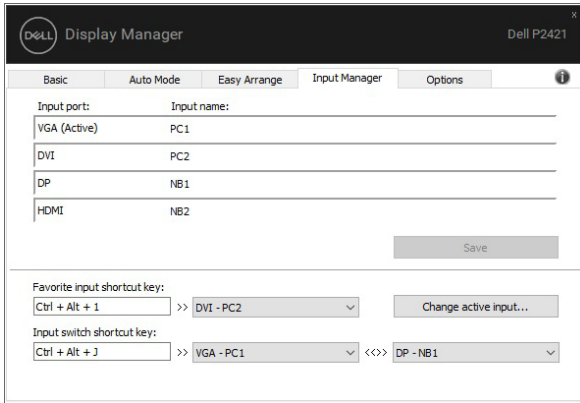 DELL Display Manager Dell P2421
x
Basic Auto Mode Easy Arrange Input Manager Options i
Input port: Input name:
VGA (Active) PC1
DVI PC2
DP NB1
HDMI NB2
Save
Favorite input shortcut key:
Ctrl + Alt + 1 >> DVI - PC2 Change active input...
Input switch shortcut key:
Ctrl + Alt + J >> VGA - PC1 <<>> DP - NB1